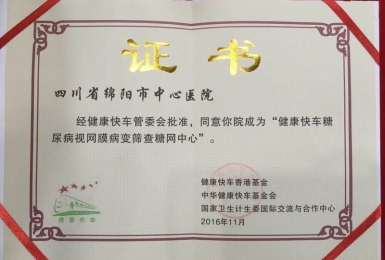 证书
四川省绵阳市中心医院
经健康快车管委会批准，同意你院成为“健康快车糖
尿病视网膜病变筛查糖网中心”。
健康快车香港基金
中华健康快车基金会
国家卫生计生委国际交流与合作中心
2016年11月
健康快车